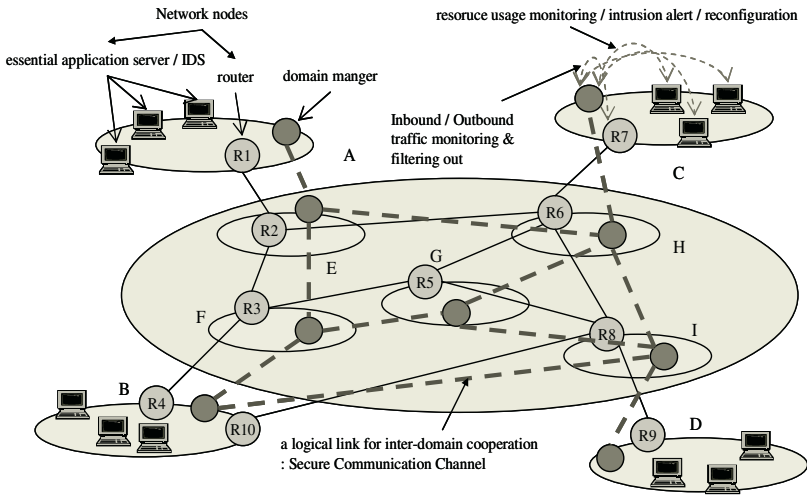 Network nodes
resoruce usage monitoring / intrusion alert / reconfiguration
essential application server / IDS
router
domain manger
Inbound / Outbound
traffic monitoring &
filtering out
R7
R1
A
C
R6
R2
H
G
E
R5
F
R3
R8
I
B
R4
R10
R9
D
a logical link for inter-domain cooperation
: Secure Communication Channel